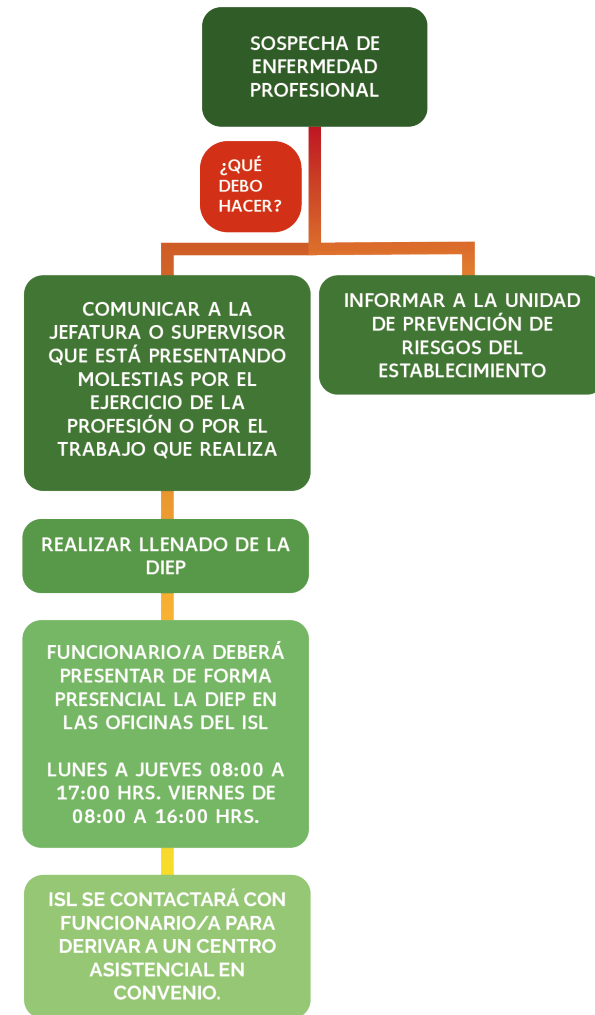 SOSPECHA DE
ENFERMEDAD
PROFESIONAL
¿QUÉ
DEBO
HACER?
COMUNICAR A LA
JEFATURA O SUPERVISOR
QUE ESTÁ PRESENTANDO
MOLESTIAS POR EL
EJERCICIO DE LA
PROFESIÓN O POR EL
TRABAJO QUE REALIZA
INFORMAR A LA UNIDAD
DE PREVENCIÓN DE
RIESGOS DEL
ESTABLECIMIENTO
REALIZAR LLENADO DE LA
DIEP
FUNCIONARIO/A DEBERÁ
PRESENTAR DE FORMA
PRESENCIAL LA DIEP EN
LAS OFICINAS DEL ISL
LUNES A JUEVES 08:00 A
17:00 HRS. VIERNES DE
08:00 A 16:00 HRS.
ISL SE CONTACTARÁ CON
FUNCIONARIO/A PARA
DERIVAR A UN CENTRO
ASISTENCIAL EN
CONVENIO.